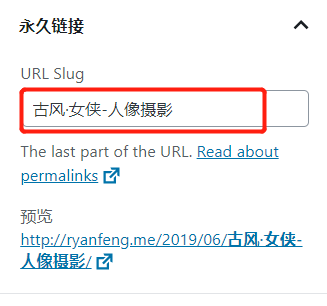 永久链接
URL Slug
古风·女侠-人像摄影
The last part of the URL. Read about
permalinks
预览
http://ryanfeng.me/2019/06/古风·女侠-
人像摄影/